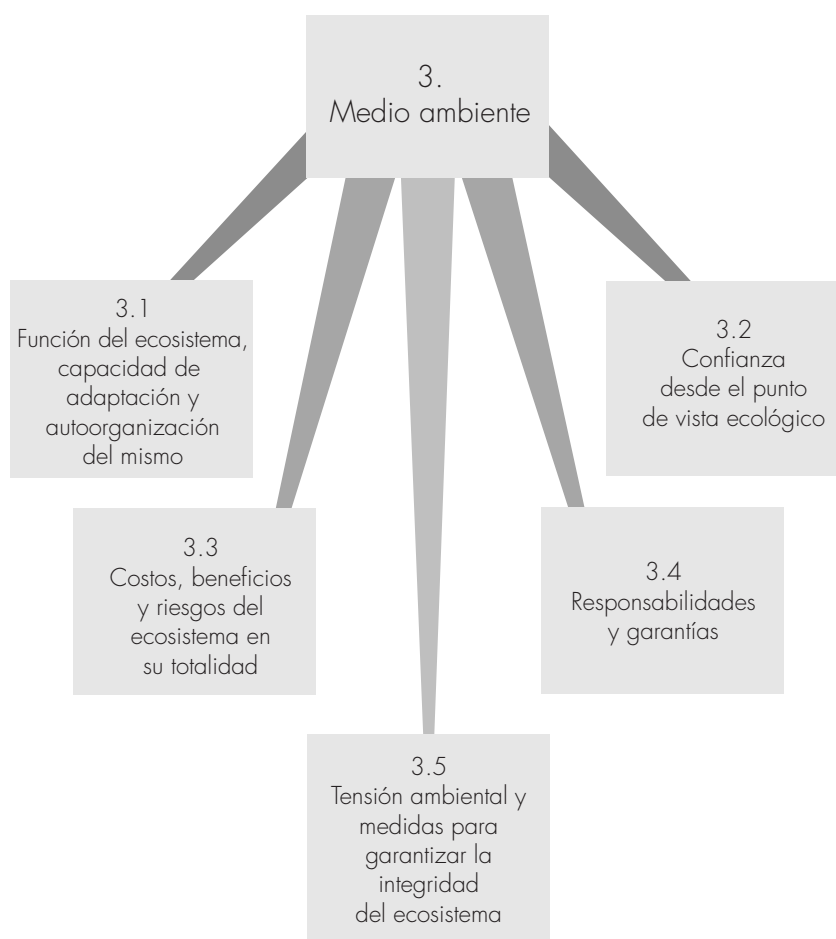 3.
Medio ambiente
3.1
Función del ecosistema,
capacidad de
adaptación y
autoorganización
del mismo
3.2
Confianza
desde el punto
de vista ecológico
3.3
Costos, beneficios
y riesgos del
ecosistema en
su totalidad
3.4
Responsabilidades
y garantías
3.5
Tensión ambiental y
medidas para
garantizar la
integridad
del ecosistema